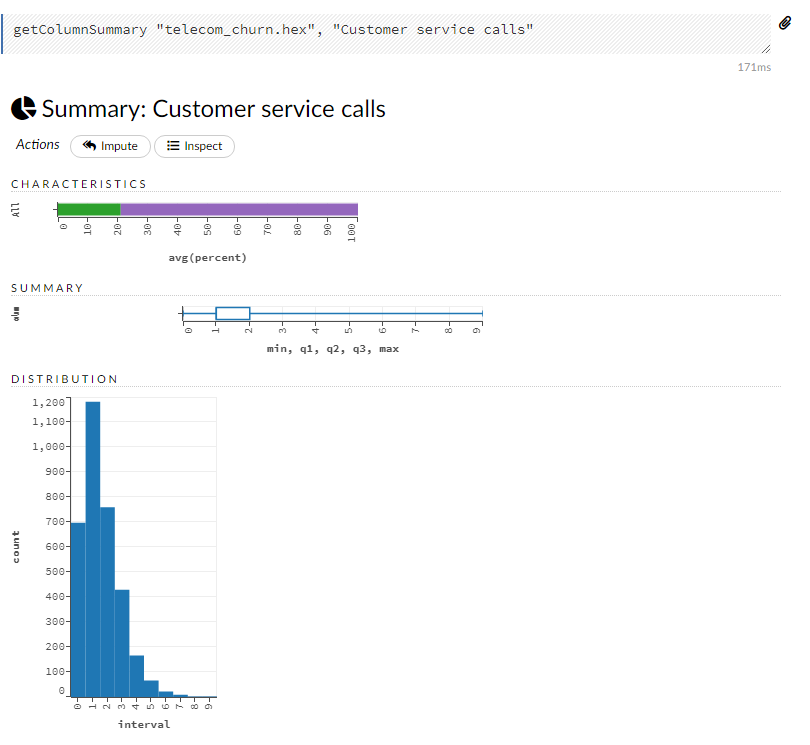 getColumnSummary "telecom_churn.hex", "Customer service calls"
171ms
Summary: Customer service calls
Actions Impute Inspect
CHARACTERISTICS
All
0 10 20 30 40 50 60 70 80 90 100
avg(percent)
SUMMARY
0 1 2 3 4 5 6 7 8 9
min, q1, q2, q3, max
DISTRIBUTION
1,200
1,100
1,000
900
800
700
600
500
400
300
200
100
0
count
0 1 2 3 4 5 6 7 8 9
interval